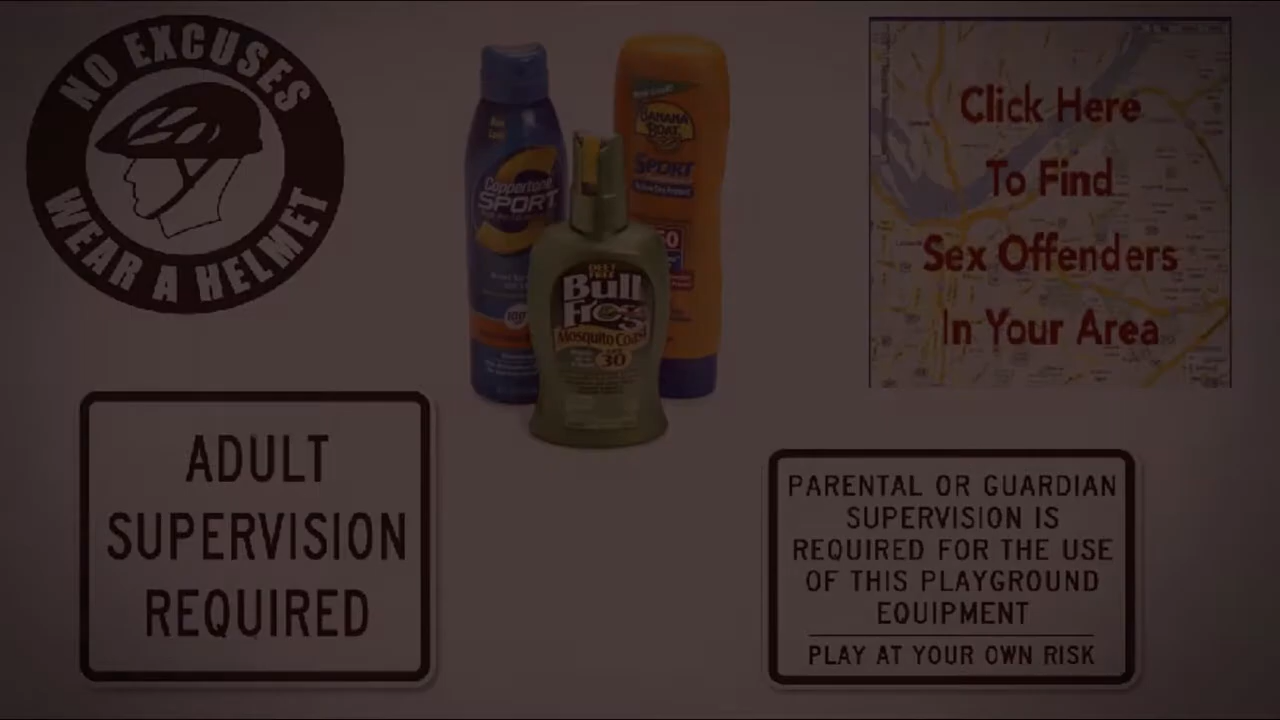 NO EXCUSES
WEAR A HELMET
Coppertone
SPORT
BANANA
BOAT
SPORT
DEET
FREE
Bull
Frog
Mosquito Coast
30
Click Here
To Find
Sex Offenders
In Your Area
ADULT
SUPERVISION
REQUIRED
PARENTAL OR GUARDIAN
SUPERVISION IS
REQUIRED FOR THE USE
OF THIS PLAYGROUND
EQUIPMENT
PLAY AT YOUR OWN RISK